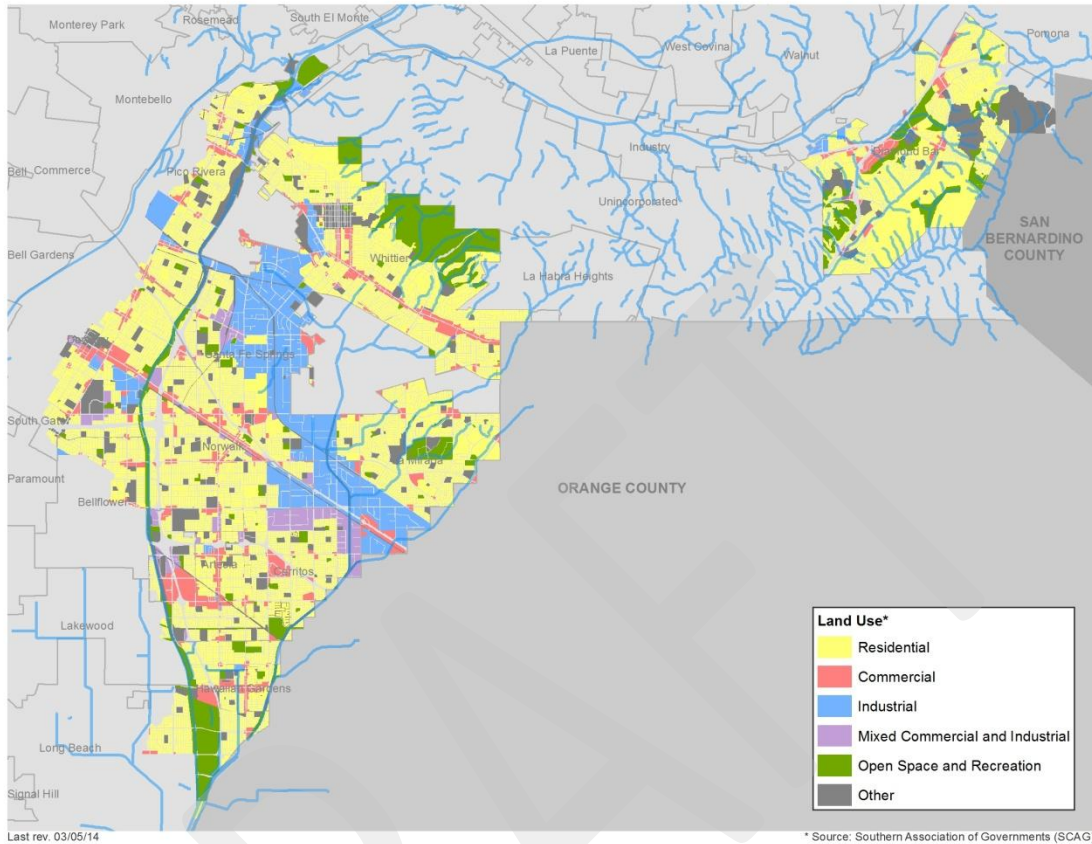 Monterey Park
Rosemead
South El Monte
La Puente
West Covina
Walnut
Pomona
Montebello
Industry
Diamond Bar
Bell
Commerce
Pico Rivera
Unincorporated
SAN
BERNARDINO
COUNTY
Bell Gardens
Whittier
La Habra Heights
Santa Fe Springs
South Gate
Norwalk
La Mirada
Paramount
ORANGE COUNTY
Bellflower
Artesia
Cerritos
Lakewood
Hawaiian Gardens
Long Beach
Signal Hill
Land Use*
Residential
Commercial
Industrial
Mixed Commercial and Industrial
Open Space and Recreation
Other
Last rev. 03/05/14
* Source: Southern Association of Governments (SCAG